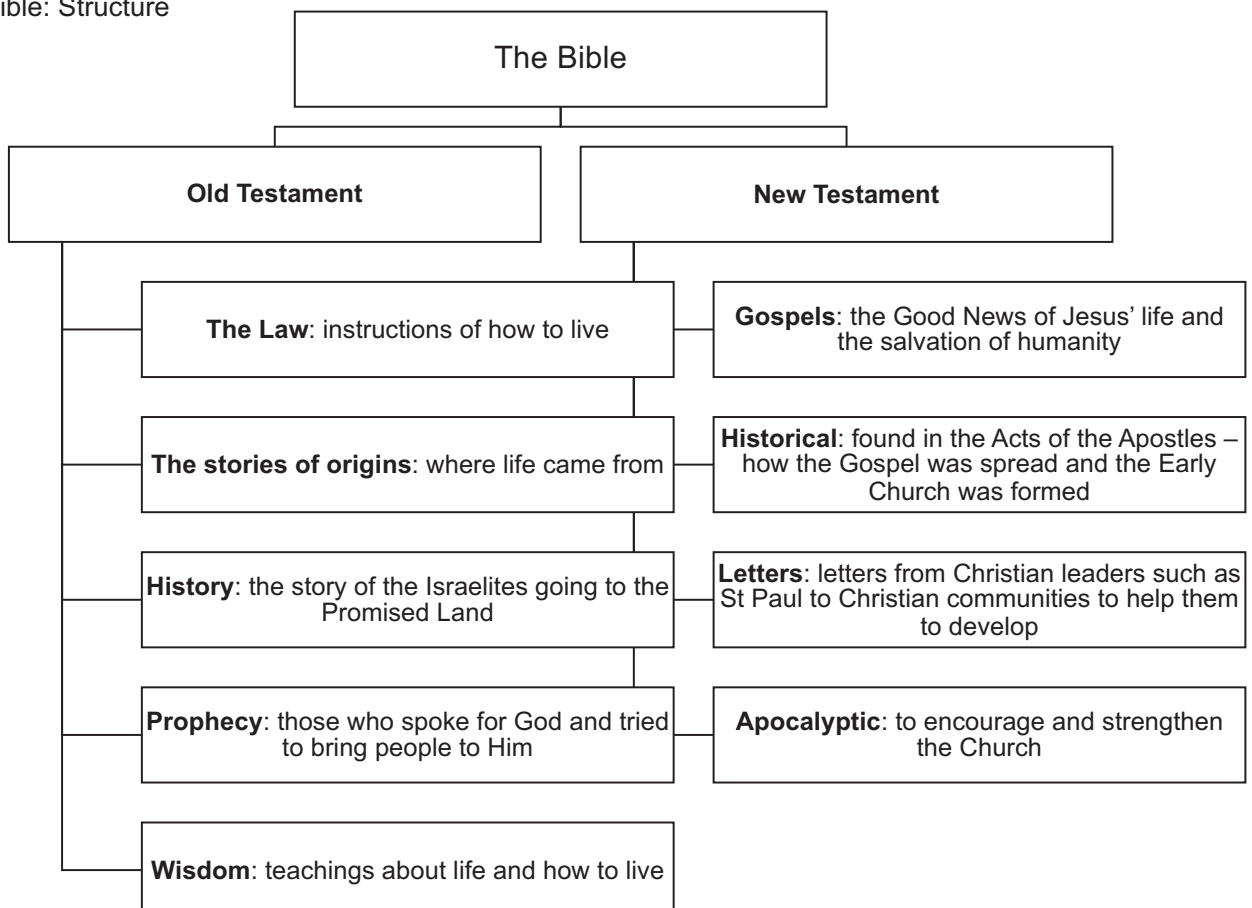 ible: Structure
The Bible
Old Testament
New Testament
The Law: instructions of how to live
Gospels: the Good News of Jesus’ life and
the salvation of humanity
The stories of origins: where life came from
Historical: found in the Acts of the Apostles –
how the Gospel was spread and the Early
Church was formed
History: the story of the Israelites going to the
Promised Land
Letters: letters from Christian leaders such as
St Paul to Christian communities to help them
to develop
Prophecy: those who spoke for God and tried
to bring people to Him
Apocalyptic: to encourage and strengthen
the Church
Wisdom: teachings about life and how to live